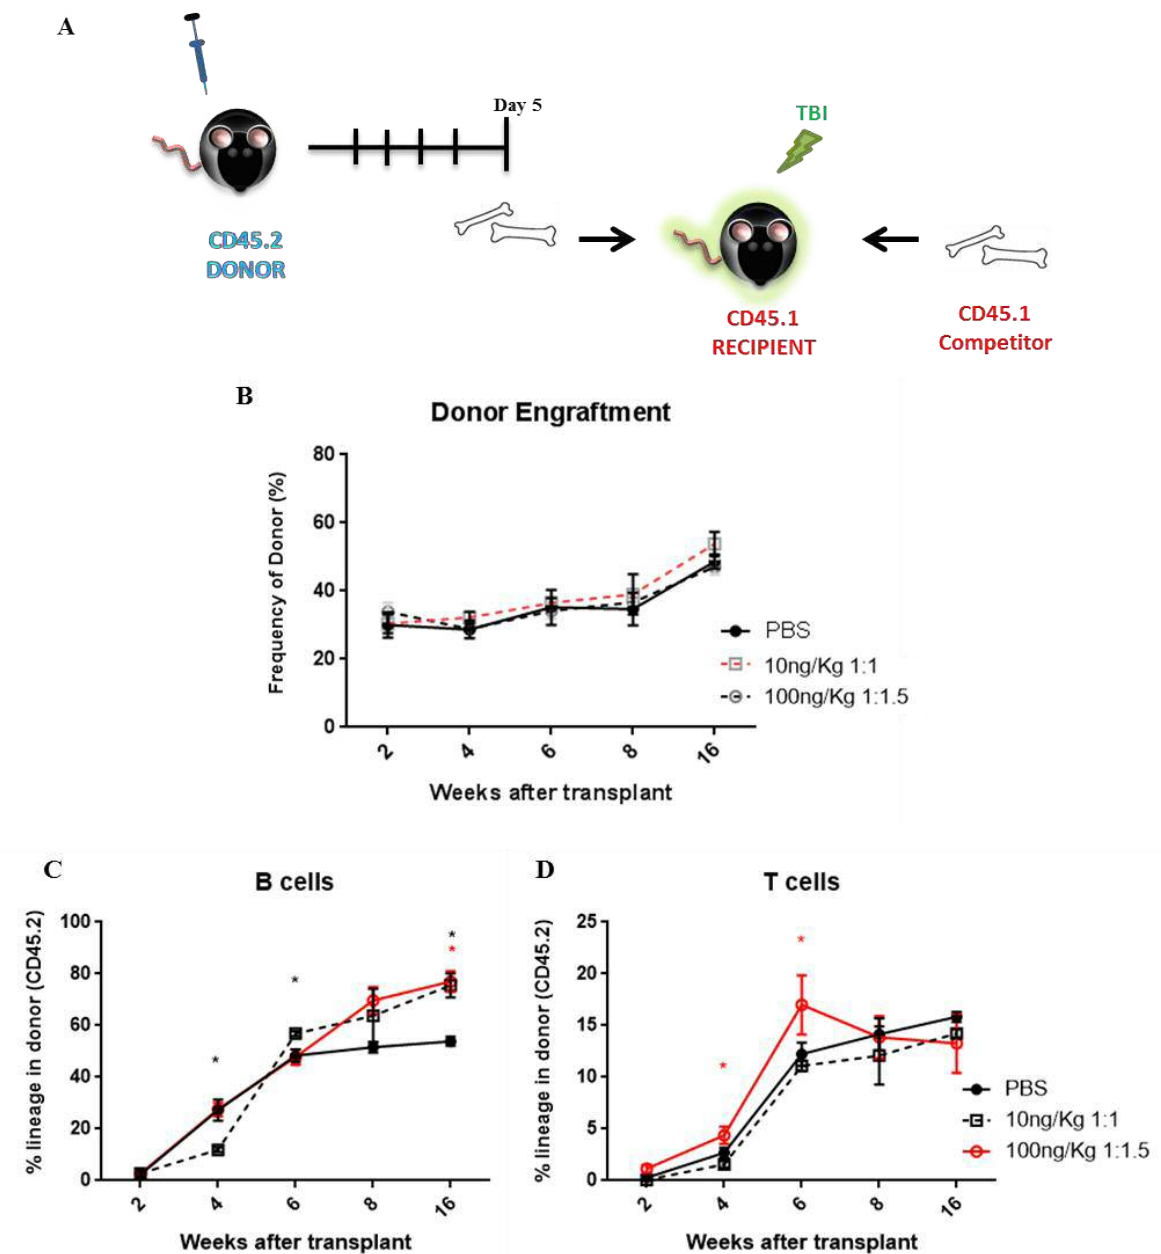 A
Day 5
TBI
CD45.2
DONOR
CD45.1
RECIPIENT
CD45.1
Competitor
B
Donor Engraftment
Frequency of Donor (%)
80
60
40
20
0
2 4 6 8 16
Weeks after transplant
PBS
10ng/Kg 1:1
100ng/Kg 1:1.5
C
B cells
% lineage in donor (CD45.2)
100
80
60
40
20
0
* * * *
2 4 6 8 16
Weeks after transplant
D
T cells
% lineage in donor (CD45.2)
25
20
15
10
5
0
* *
2 4 6 8 16
Weeks after transplant
PBS
10ng/Kg 1:1
100ng/Kg 1:1.5